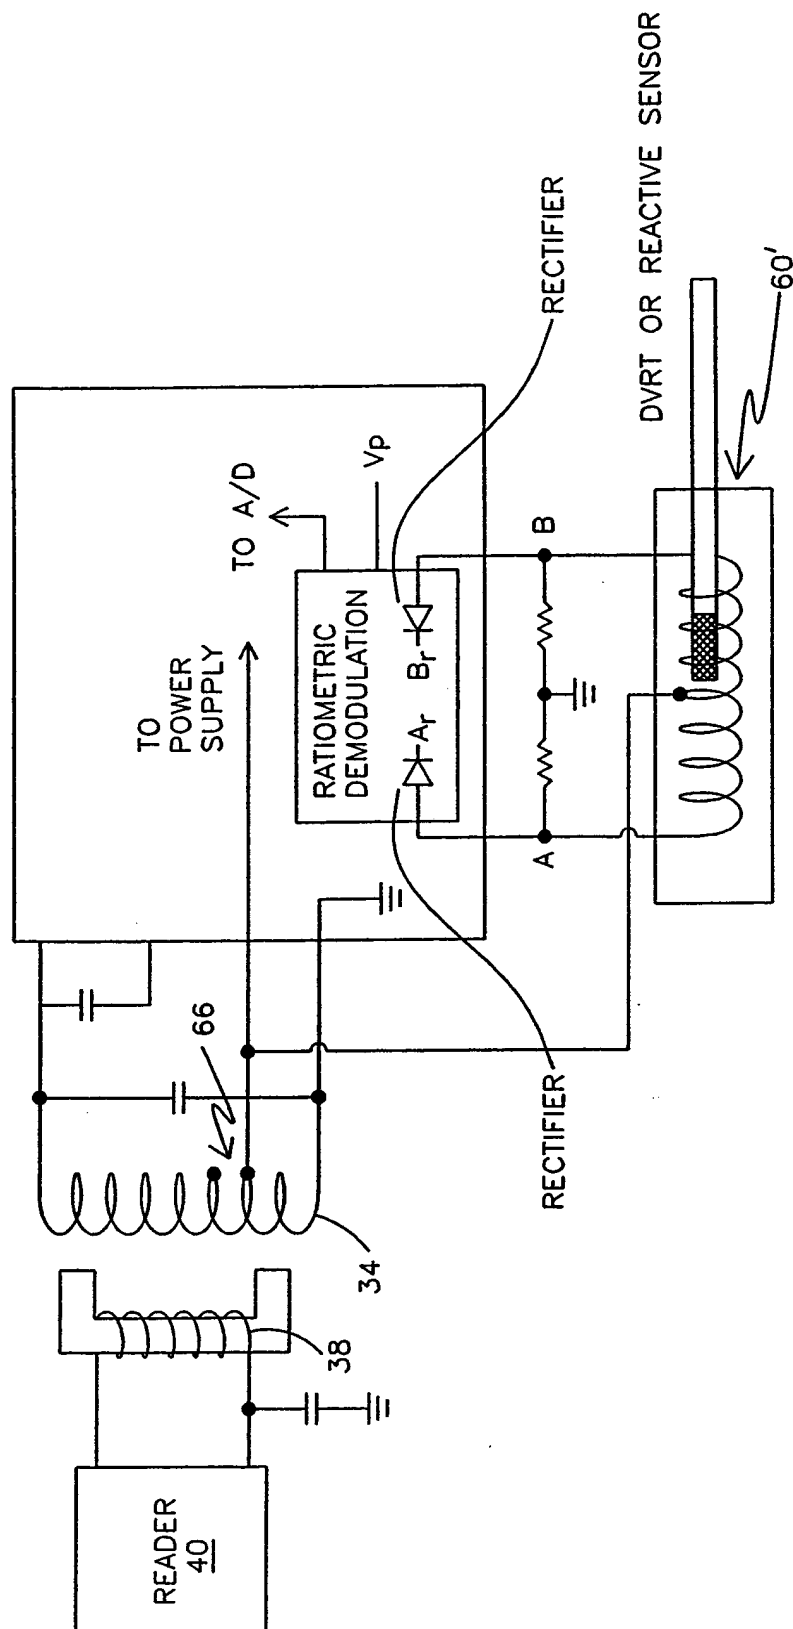 READER
40
38
34
66
TO
POWER
SUPPLY
TO A/D
RATIOMETRIC
DEMODULATION
Vp
Ar
Br
RECTIFIER
RECTIFIER
A
B
DVRT OR REACTIVE SENSOR
60'